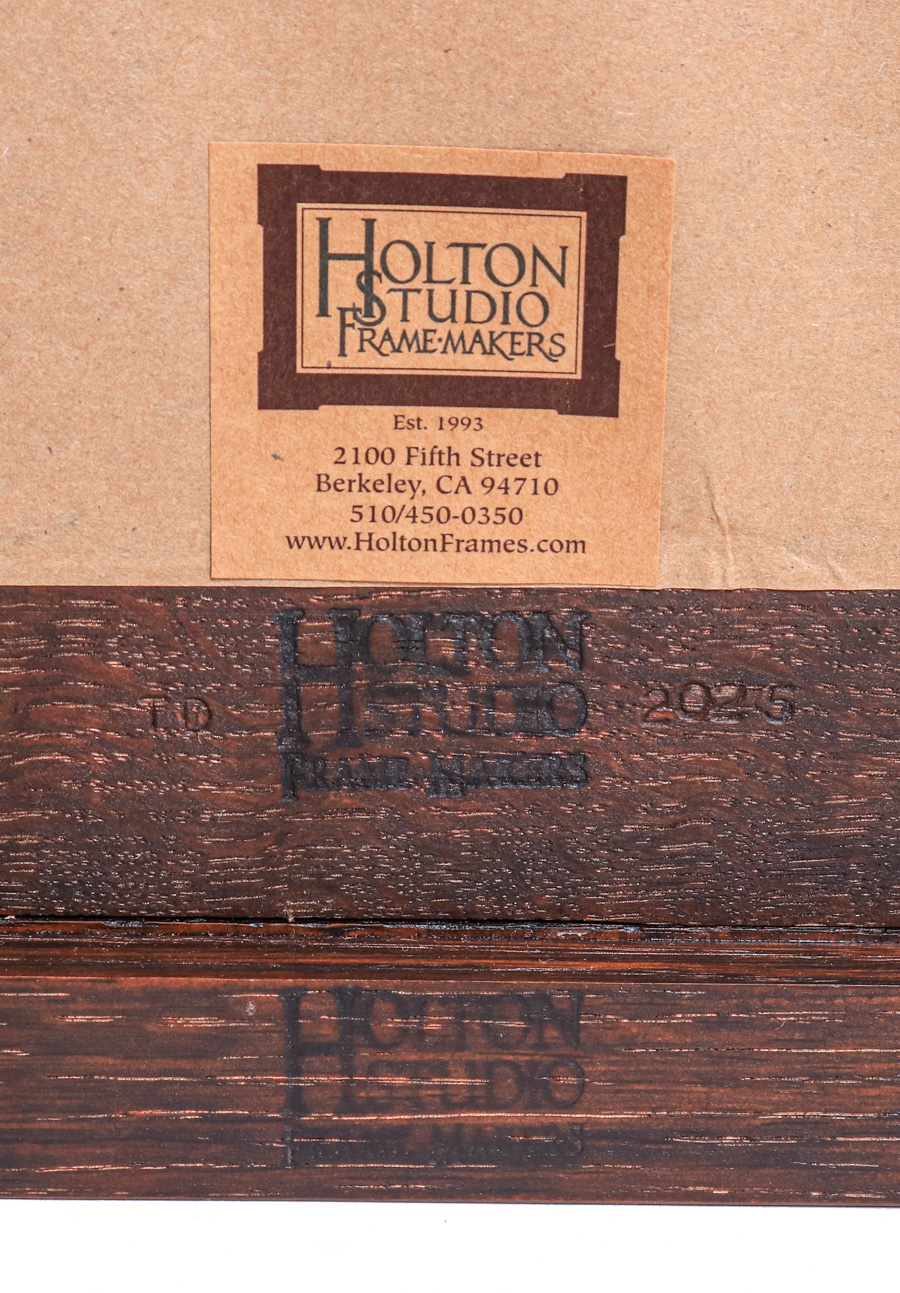 HOLTON
STUDIO
FRAME·MAKERS
Est. 1993
2100 Fifth Street
Berkeley, CA 94710
510/450-0350
www.HoltonFrames.com
HOLTON
T.D STUDIO 2025
FRAME-MAKERS
HOLTON
STUDIO